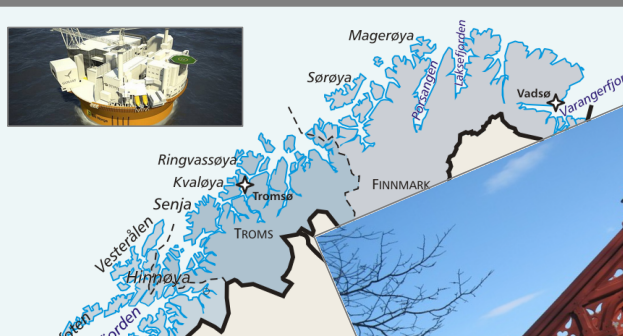 Magerøya
Laksefjorden
Porsangen
Sørøya
Vadsø
Varangerfjo
Ringvassøya
Kvaløya
Tromsø
FINNMARK
Senja
TROMS
Vesterålen
Hinnøya